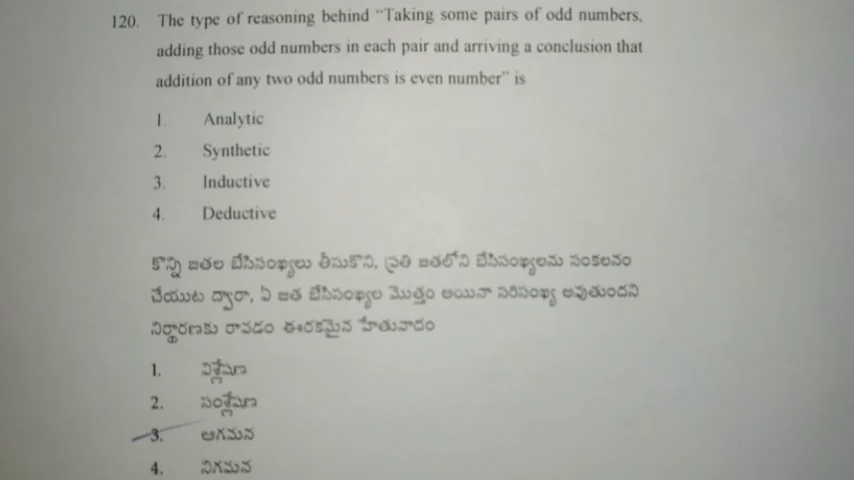 120. The type of reasoning behind "Taking some pairs of odd numbers,
adding those odd numbers in each pair and arriving a conclusion that
addition of any two odd numbers is even number" is
1. Analytic
2. Synthetic
3. Inductive
4. Deductive
కొన్ని జతల బేసిసంఖ్యలు తీసుకొని, ప్రతి జతలోని బేసిసంఖ్యలను సంకలనం
చేయుట ద్వారా, ఏ జత బేసిసంఖ్యల మొత్తం అయినా సరిసంఖ్య అవుతుందని
నిర్ధారణకు రావడం ఈరకమైన హేతువాదం
1. విశ్లేషణ
2. సంశ్లేషణ
3. ఆగమన
4. నిగమన